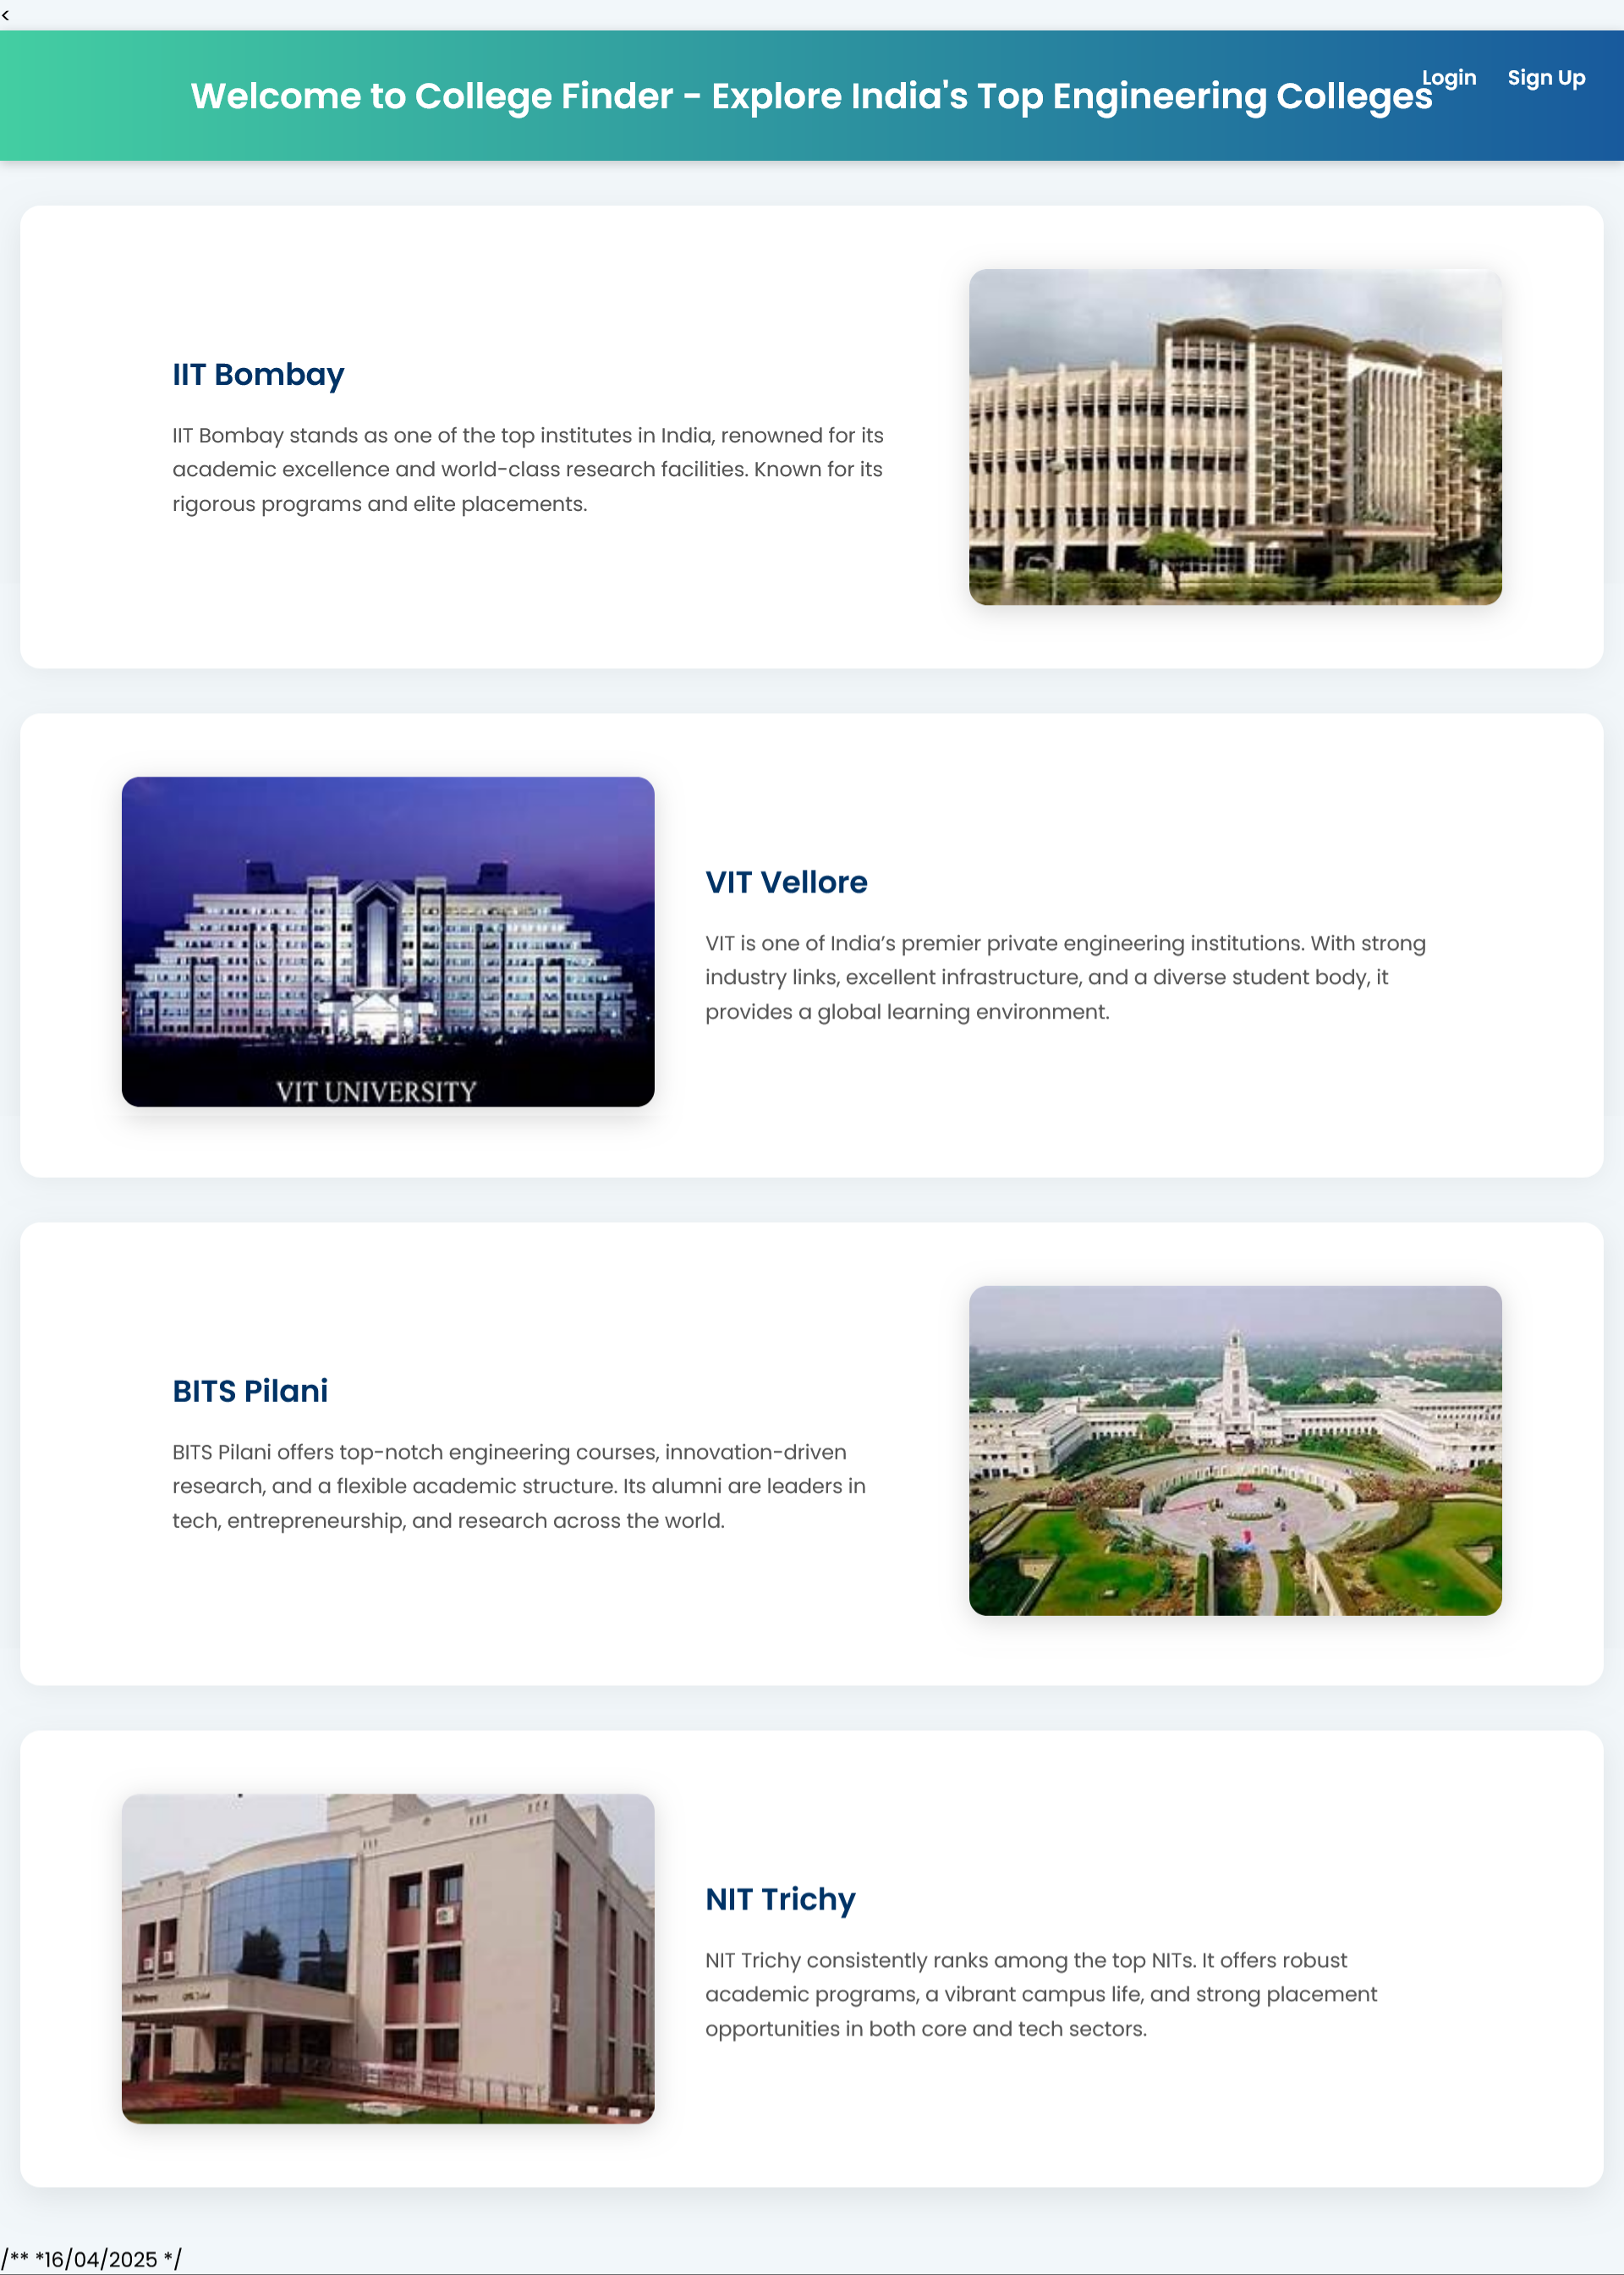 <
Welcome to College Finder - Explore India's Top Engineering Colleges
Login Sign Up
IIT Bombay
IIT Bombay stands as one of the top institutes in India, renowned for its
academic excellence and world-class research facilities. Known for its
rigorous programs and elite placements.
VIT UNIVERSITY
VIT Vellore
VIT is one of India’s premier private engineering institutions. With strong
industry links, excellent infrastructure, and a diverse student body, it
provides a global learning environment.
BITS Pilani
BITS Pilani offers top-notch engineering courses, innovation-driven
research, and a flexible academic structure. Its alumni are leaders in
tech, entrepreneurship, and research across the world.
NIT Trichy
NIT Trichy consistently ranks among the top NITs. It offers robust
academic programs, a vibrant campus life, and strong placement
opportunities in both core and tech sectors.
/** *16/04/2025 */